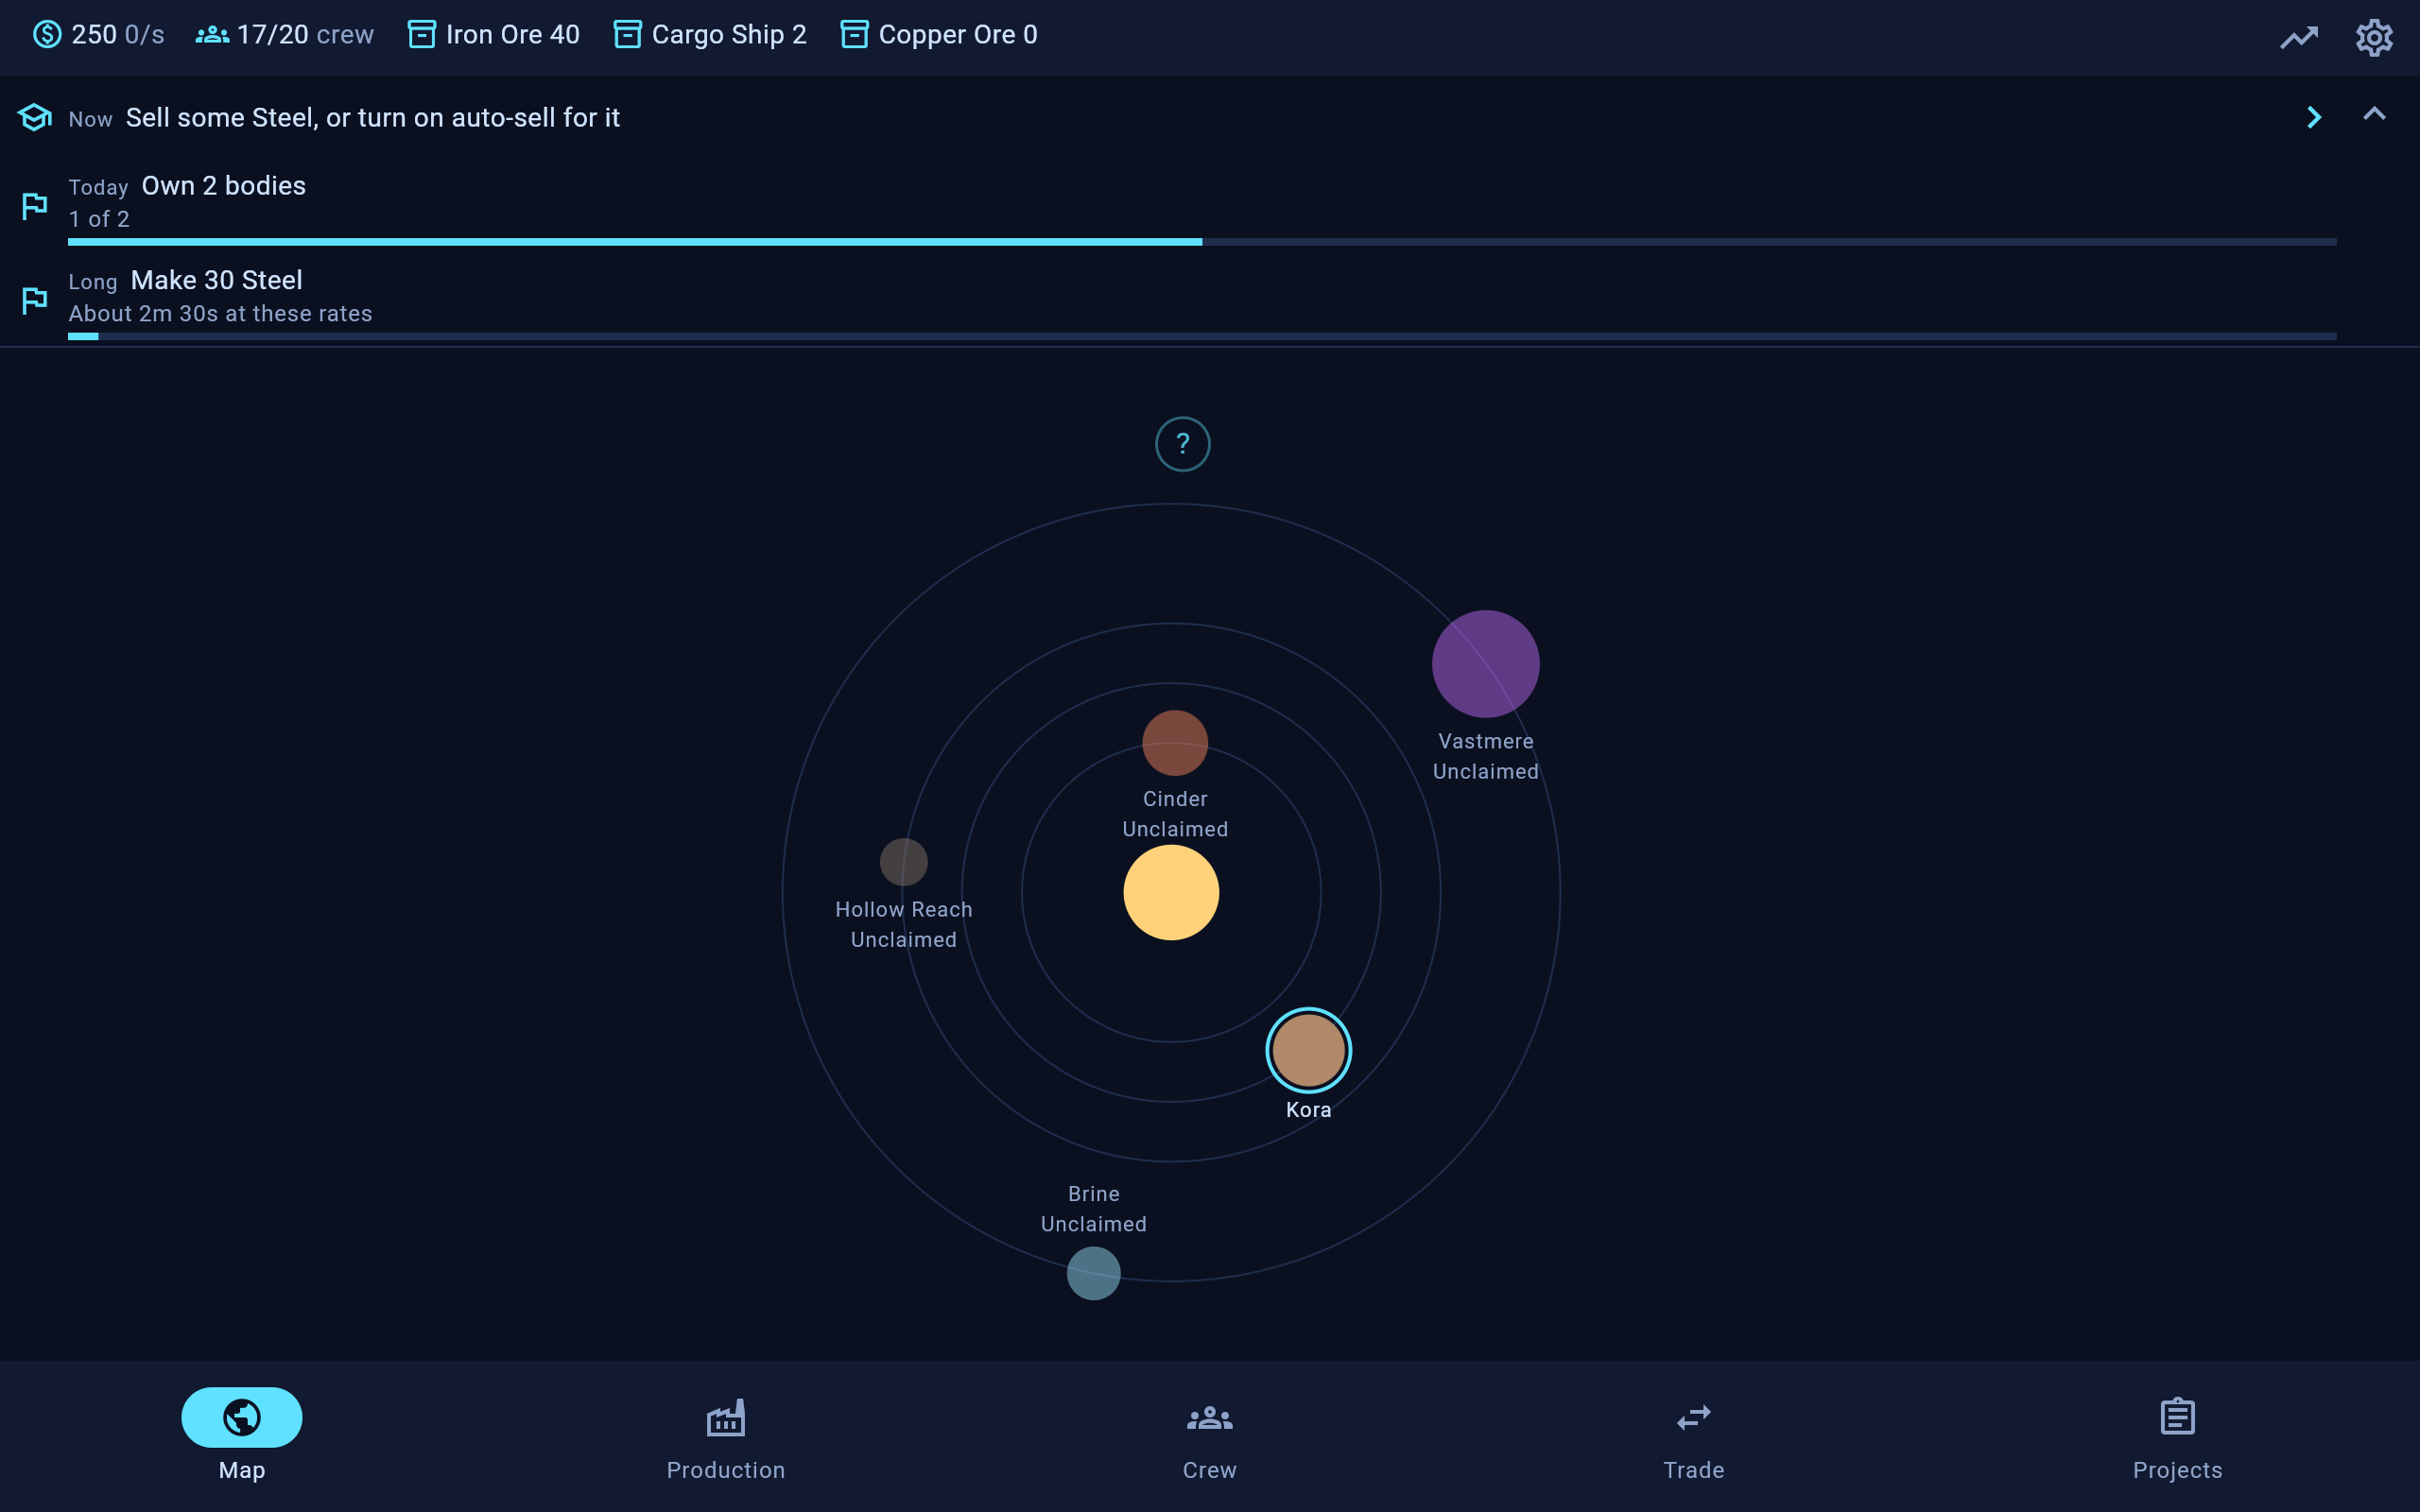 250 0/s 17/20 crew Iron Ore 40 Cargo Ship 2 Copper Ore 0
Now Sell some Steel, or turn on auto-sell for it
Today Own 2 bodies
1 of 2
Long Make 30 Steel
About 2m 30s at these rates
?
Vastmere
Unclaimed
Cinder
Unclaimed
Hollow Reach
Unclaimed
Kora
Brine
Unclaimed
Map Production Crew Trade Projects